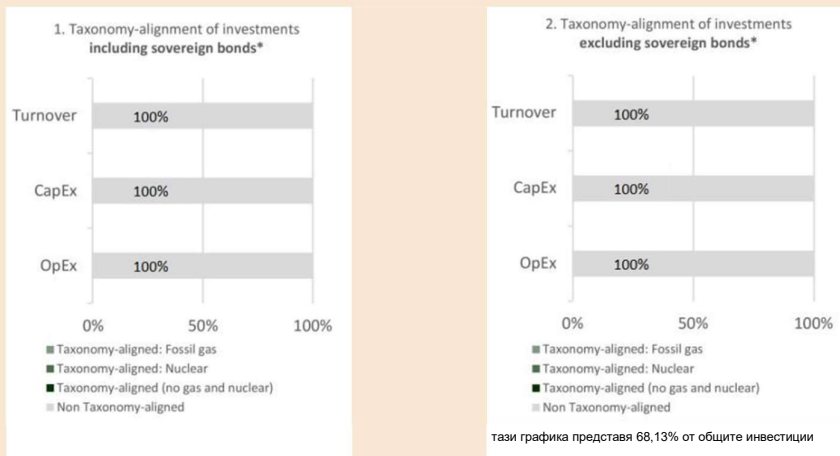 1. Taxonomy-alignment of investments
including sovereign bonds*
Turnover
100%
CapEx
100%
OpEx
100%
0%
50%
100%
Taxonomy-aligned: Fossil gas
Taxonomy-aligned: Nuclear
Taxonomy-aligned (no gas and nuclear)
Non Taxonomy-aligned
2. Taxonomy-alignment of investments
excluding sovereign bonds*
Turnover
100%
CapEx
100%
OpEx
100%
0%
50%
100%
Taxonomy-aligned: Fossil gas
Taxonomy-aligned: Nuclear
Taxonomy-aligned (no gas and nuclear)
Non Taxonomy-aligned
тази графика представя 68,13% от общите инвестиции